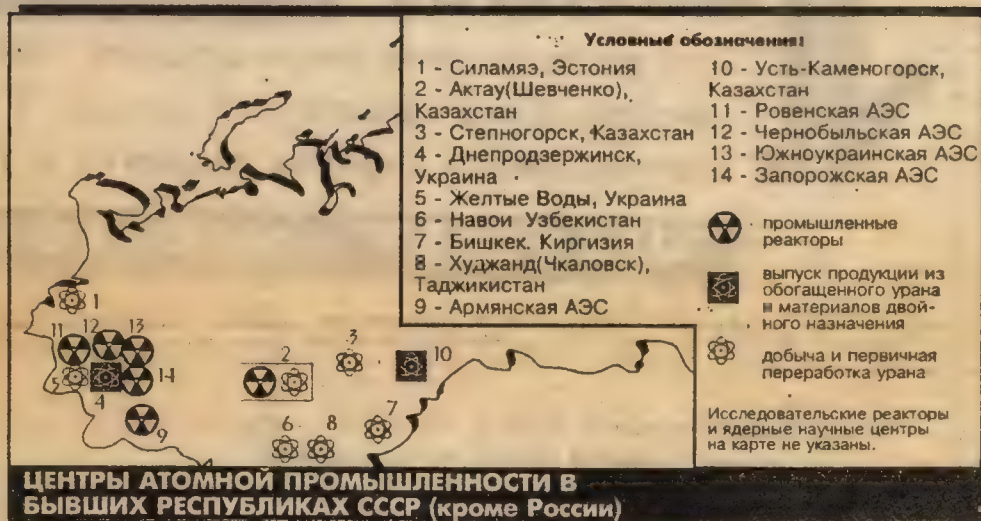 Условные обозначения:
1 - Силамяэ, Эстония
2 - Актау(Шевченко),
Казахстан
3 - Степногорск, Казахстан
4 - Днепродзержинск,
Украина
5 - Желтые Воды, Украина
6 - Навои Узбекистан
7 - Бишкек. Киргизия
8 - Худжанд(Чкаловск),
Таджикистан
9 - Армянская АЭС
10 - Усть-Каменогорск,
Казахстан
11 - Ровенская АЭС
12 - Чернобыльская АЭС
13 - Южноукраинская АЭС
14 - Запорожская АЭС
промышленные
реакторы
выпуск продукции из
обогащенного урана
и материалов двой-
ного назначения
добыча и первичная
переработка урана
Исследовательские реакторы
и ядерные научные центры
на карте не указаны.
1
11 12 13
5 4 14
9
2
3
10
6 8 7
ЦЕНТРЫ АТОМНОЙ ПРОМЫШЛЕННОСТИ В
БЫВШИХ РЕСПУБЛИКАХ СССР (кроме России)